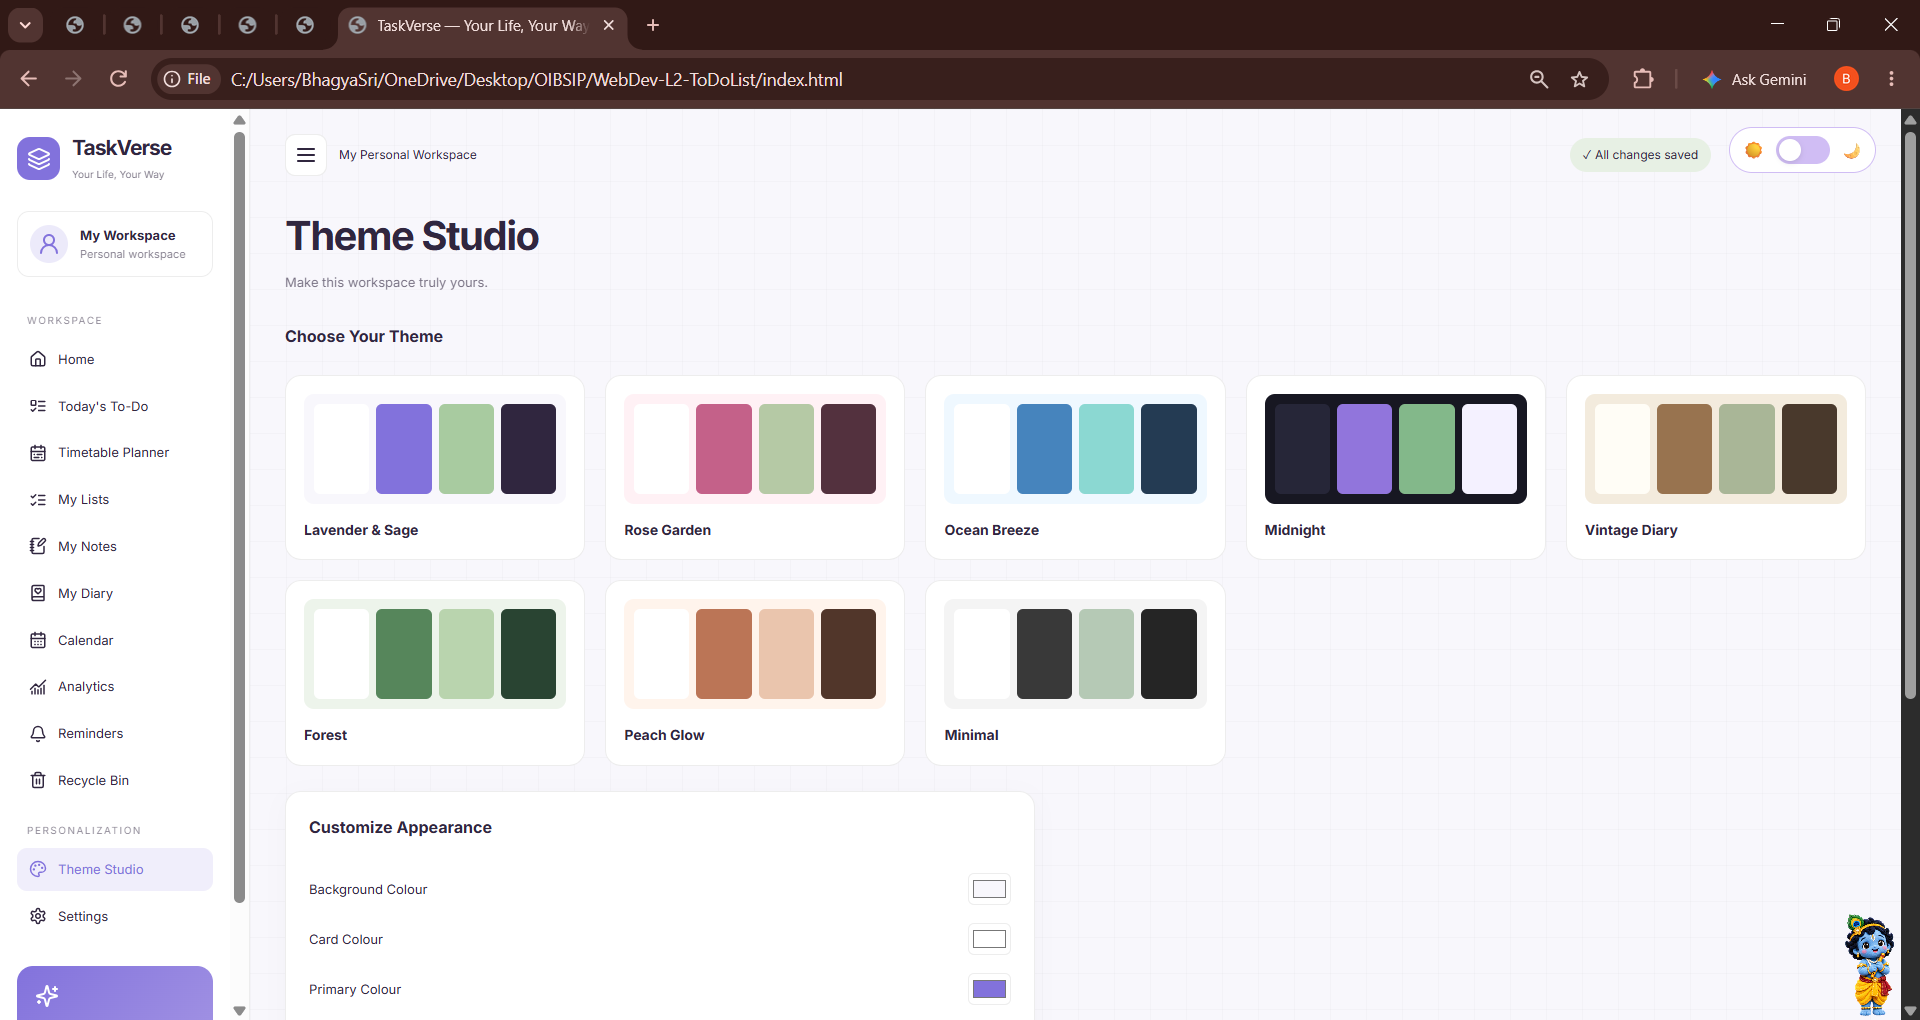 TaskVerse — Your Life, Your Way
File
C:/Users/BhagyaSri/OneDrive/Desktop/OIBSIP/WebDev-L2-ToDoList/index.html
Ask Gemini
B
TaskVerse
Your Life, Your Way
My Workspace
Personal workspace
WORKSPACE
Home
Today's To-Do
Timetable Planner
My Lists
My Notes
My Diary
Calendar
Analytics
Reminders
Recycle Bin
PERSONALIZATION
Theme Studio
Settings
My Personal Workspace
✓ All changes saved
Theme Studio
Make this workspace truly yours.
Choose Your Theme
Lavender & Sage
Rose Garden
Ocean Breeze
Midnight
Vintage Diary
Forest
Peach Glow
Minimal
Customize Appearance
Background Colour
Card Colour
Primary Colour